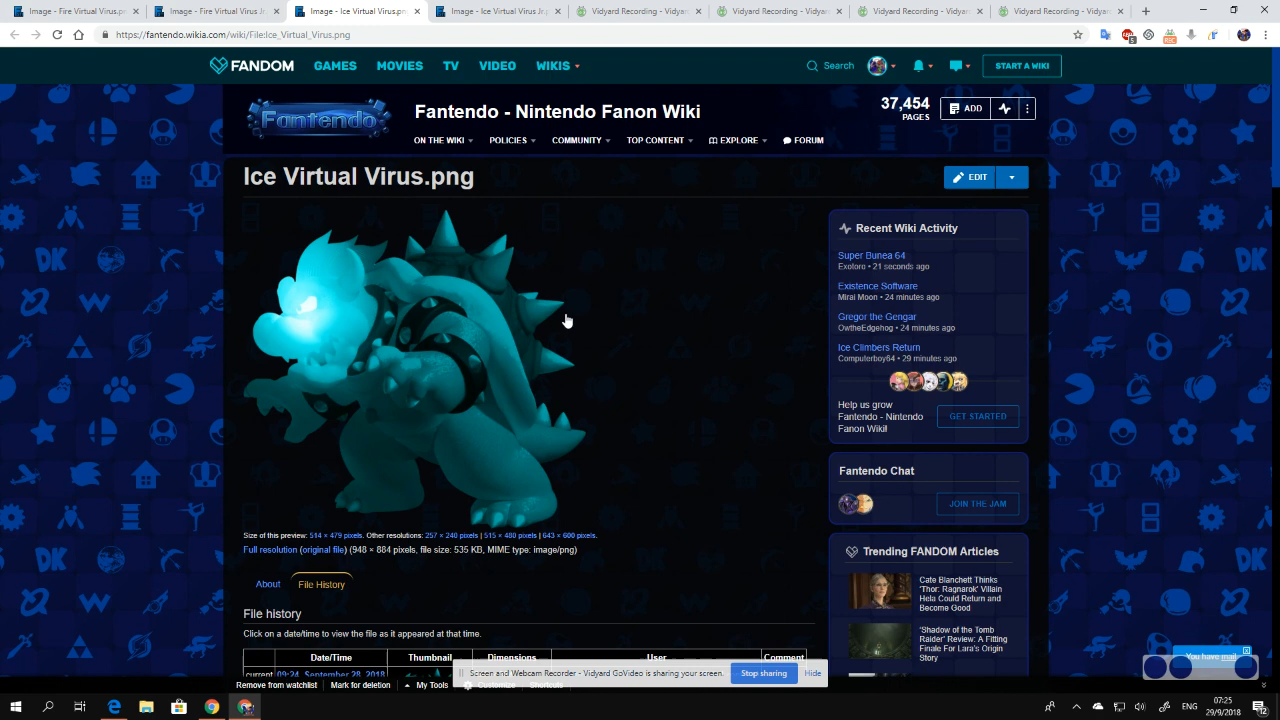 Image - Fire Virtual Virus.pn
Image - Fire Virtual Virus Jr.
Image - Ice Virtual Virus.pn
Image - Ice Virtual Virus Jr.p
Vidyard Recording - Vidyar
Vidyard Recording - Vidyar
Vidyard Recording - Vidyar
Vidyard Recording - Vidyar
https://fantendo.wikia.com/wiki/File:Ice_Virtual_Virus.png
FANDOM GAMES MOVIES TV VIDEO WIKIS Search START A WIKI
Fantendo
Fantendo - Nintendo Fanon Wiki
37,454
PAGES
ADD
ON THE WIKI POLICIES COMMUNITY TOP CONTENT EXPLORE FORUM
Ice Virtual Virus.png
EDIT
Recent Wiki Activity
Super Bunea 64
Exotoro • 21 seconds ago
Existence Software
Mirai Moon • 24 minutes ago
Gregor the Gengar
OwtheEdgehog • 24 minutes ago
Ice Climbers Return
Computerboy64 • 29 minutes ago
Help us grow
Fantendo - Nintendo
Fanon Wiki!
GET STARTED
Fantendo Chat
JOIN THE JAM
Trending FANDOM Articles
Cate Blanchett Thinks
'Thor: Ragnarok' Villain
Hela Could Return and
Become Good
'Shadow of the Tomb
Raider' Review: A Fitting
Finale For Lara's Origin
Story
Size of this preview: 514 × 479 pixels. Other resolutions: 257 × 240 pixels | 515 × 480 pixels | 643 × 600 pixels.
Full resolution (original file) (948 × 884 pixels, file size: 535 KB, MIME type: image/png)
About File History
File history
Click on a date/time to view the file as it appeared at that time.
Date/Time Thumbnail Dimensions User Comment
current 09:24, September 28, 2018
Screen and Webcam Recorder - Vidyard GoVideo is sharing your screen. Stop sharing Hide
You have mail
Remove from watchlist Mark for deletion My Tools Customize Shortcuts
ENG
07:25
29/9/2018
12